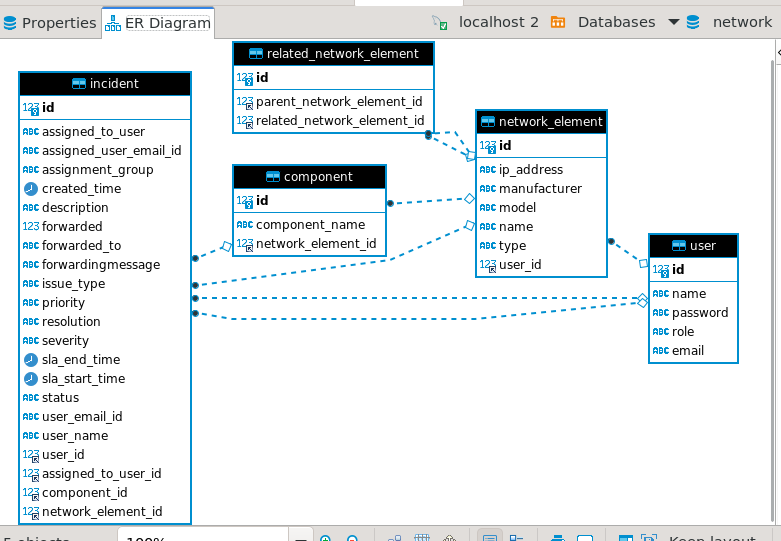 Properties
ER Diagram
localhost 2
Databases
network
incident
123 id
ABC assigned_to_user
ABC assigned_user_email_id
ABC assignment_group
created_time
ABC description
123 forwarded
ABC forwarded_to
ABC forwardingmessage
ABC issue_type
ABC priority
ABC resolution
ABC severity
sla_end_time
sla_start_time
ABC status
ABC user_email_id
ABC user_name
123 user_id
123 assigned_to_user_id
123 component_id
123 network_element_id
related_network_element
123 id
123 parent_network_element_id
123 related_network_element_id
component
123 id
ABC component_name
123 network_element_id
network_element
123 id
ABC ip_address
ABC manufacturer
ABC model
ABC name
ABC type
123 user_id
user
123 id
ABC name
ABC password
ABC role
ABC email
5 objects
100%
Keep layout